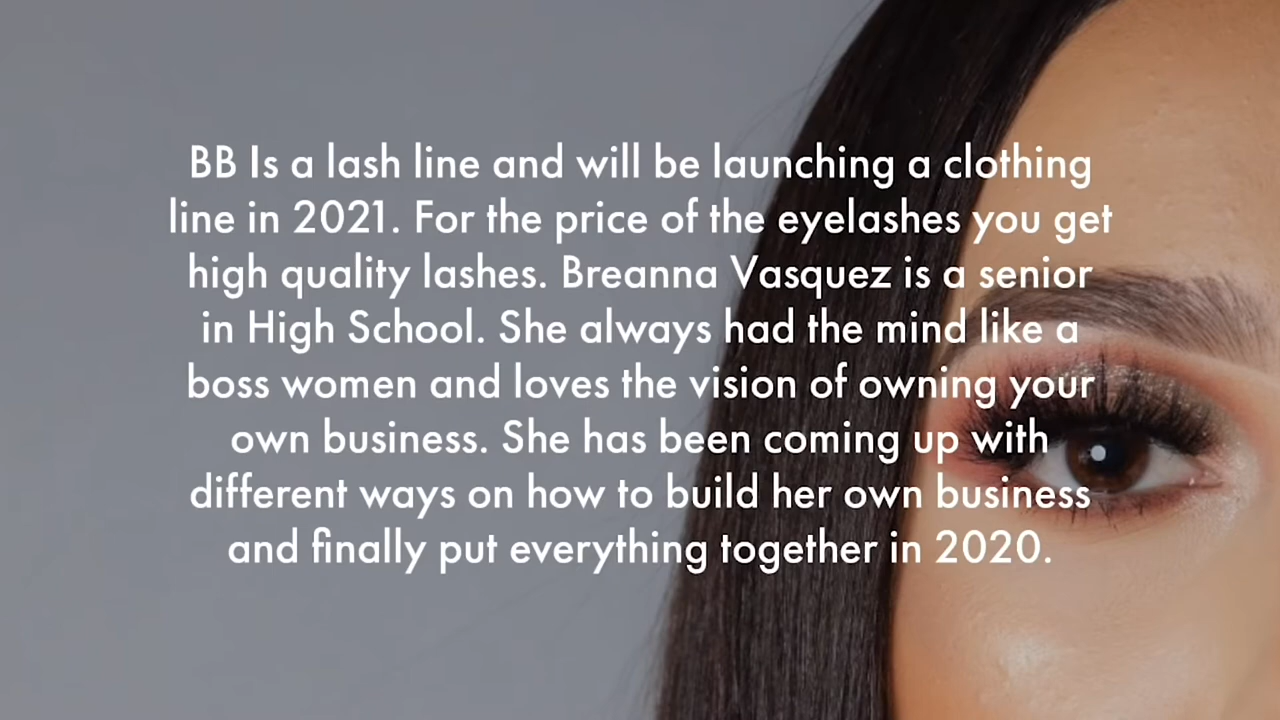 BB Is a lash line and will be launching a clothing
line in 2021. For the price of the eyelashes you get
high quality lashes. Breanna Vasquez is a senior
in High School. She always had the mind like a
boss women and loves the vision of owning your
own business. She has been coming up with
different ways on how to build her own business
and finally put everything together in 2020.